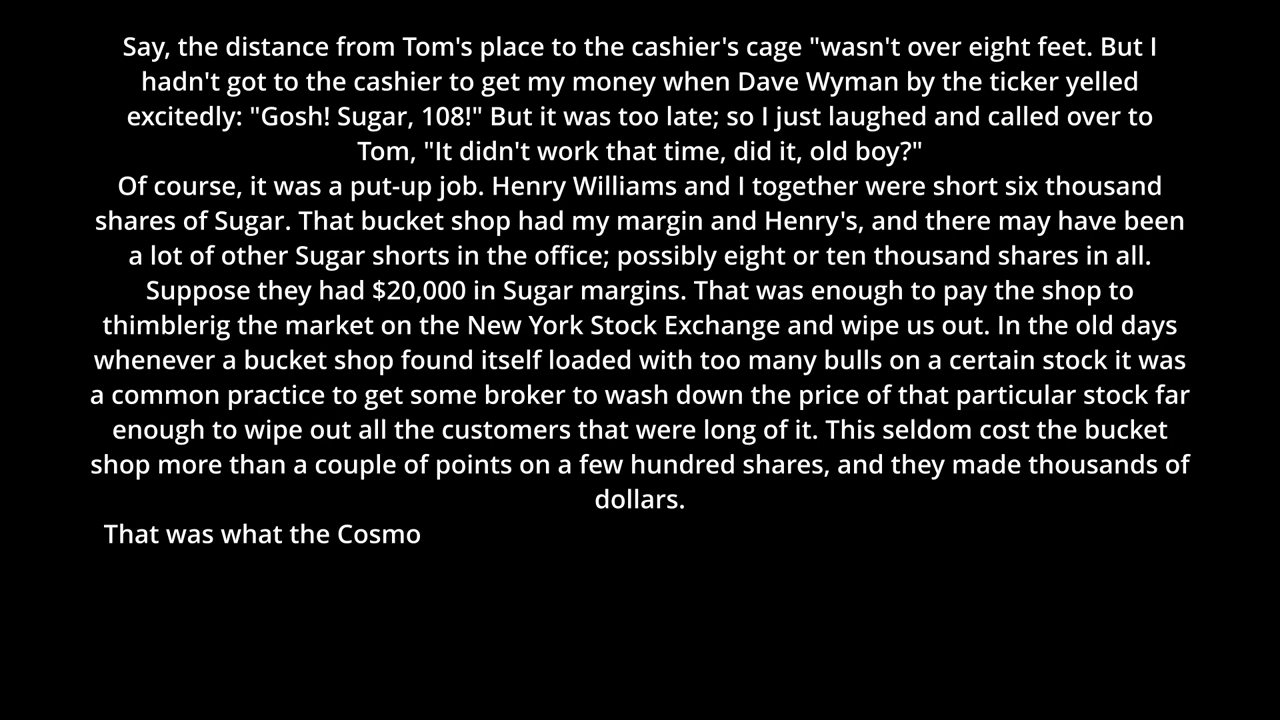 Say, the distance from Tom's place to the cashier's cage "wasn't over eight feet. But I
hadn't got to the cashier to get my money when Dave Wyman by the ticker yelled
excitedly: "Gosh! Sugar, 108!" But it was too late; so I just laughed and called over to
Tom, "It didn't work that time, did it, old boy?"
Of course, it was a put-up job. Henry Williams and I together were short six thousand
shares of Sugar. That bucket shop had my margin and Henry's, and there may have been
a lot of other Sugar shorts in the office; possibly eight or ten thousand shares in all.
Suppose they had $20,000 in Sugar margins. That was enough to pay the shop to
thimblerig the market on the New York Stock Exchange and wipe us out. In the old days
whenever a bucket shop found itself loaded with too many bulls on a certain stock it was
a common practice to get some broker to wash down the price of that particular stock far
enough to wipe out all the customers that were long of it. This seldom cost the bucket
shop more than a couple of points on a few hundred shares, and they made thousands of
dollars.
That was what the Cosmo